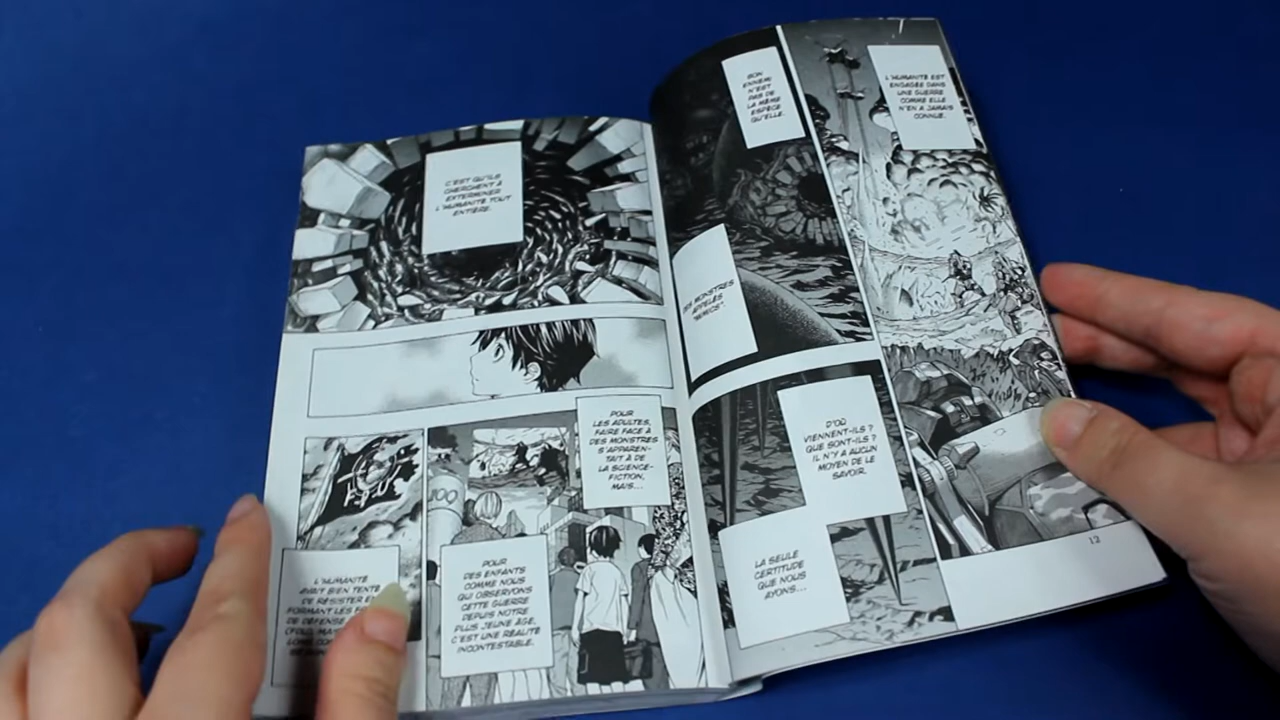 L'HUMANITÉ EST
ENGAGÉE DANS
UNE GUERRE
COMME ELLE
N'EN A JAMAIS
CONNUE.
SON
ENNEMI
N'EST
PAS DE
LA MÊME
ESPÈCE
QU'ELLE.
DES MONSTRES
APPELÉS
"MIMICS".
D'OÙ
VIENNENT-ILS ?
QUE SONT-ILS ?
IL N'Y A AUCUN
MOYEN DE LE
SAVOIR.
LA SEULE
CERTITUDE
QUE NOUS
AYONS...
12
C'EST QU'ILS
CHERCHENT À
EXTERMINER
L'HUMANITÉ TOUT
ENTIÈRE.
POUR
LES ADULTES,
FAIRE FACE À
DES MONSTRES
S'APPAREN-
TAIT À DE
LA SCIENCE-
FICTION,
MAIS...
100
POUR
DES ENFANTS
COMME NOUS
QUI OBSERVONS
CETTE GUERRE
DEPUIS NOTRE
PLUS JEUNE ÂGE,
C'EST UNE RÉALITÉ
INCONTESTABLE.
L'HUMANITÉ
AVAIT BIEN TENTÉ
DE RÉSISTER
FORMANT LES
DE DÉFENSE